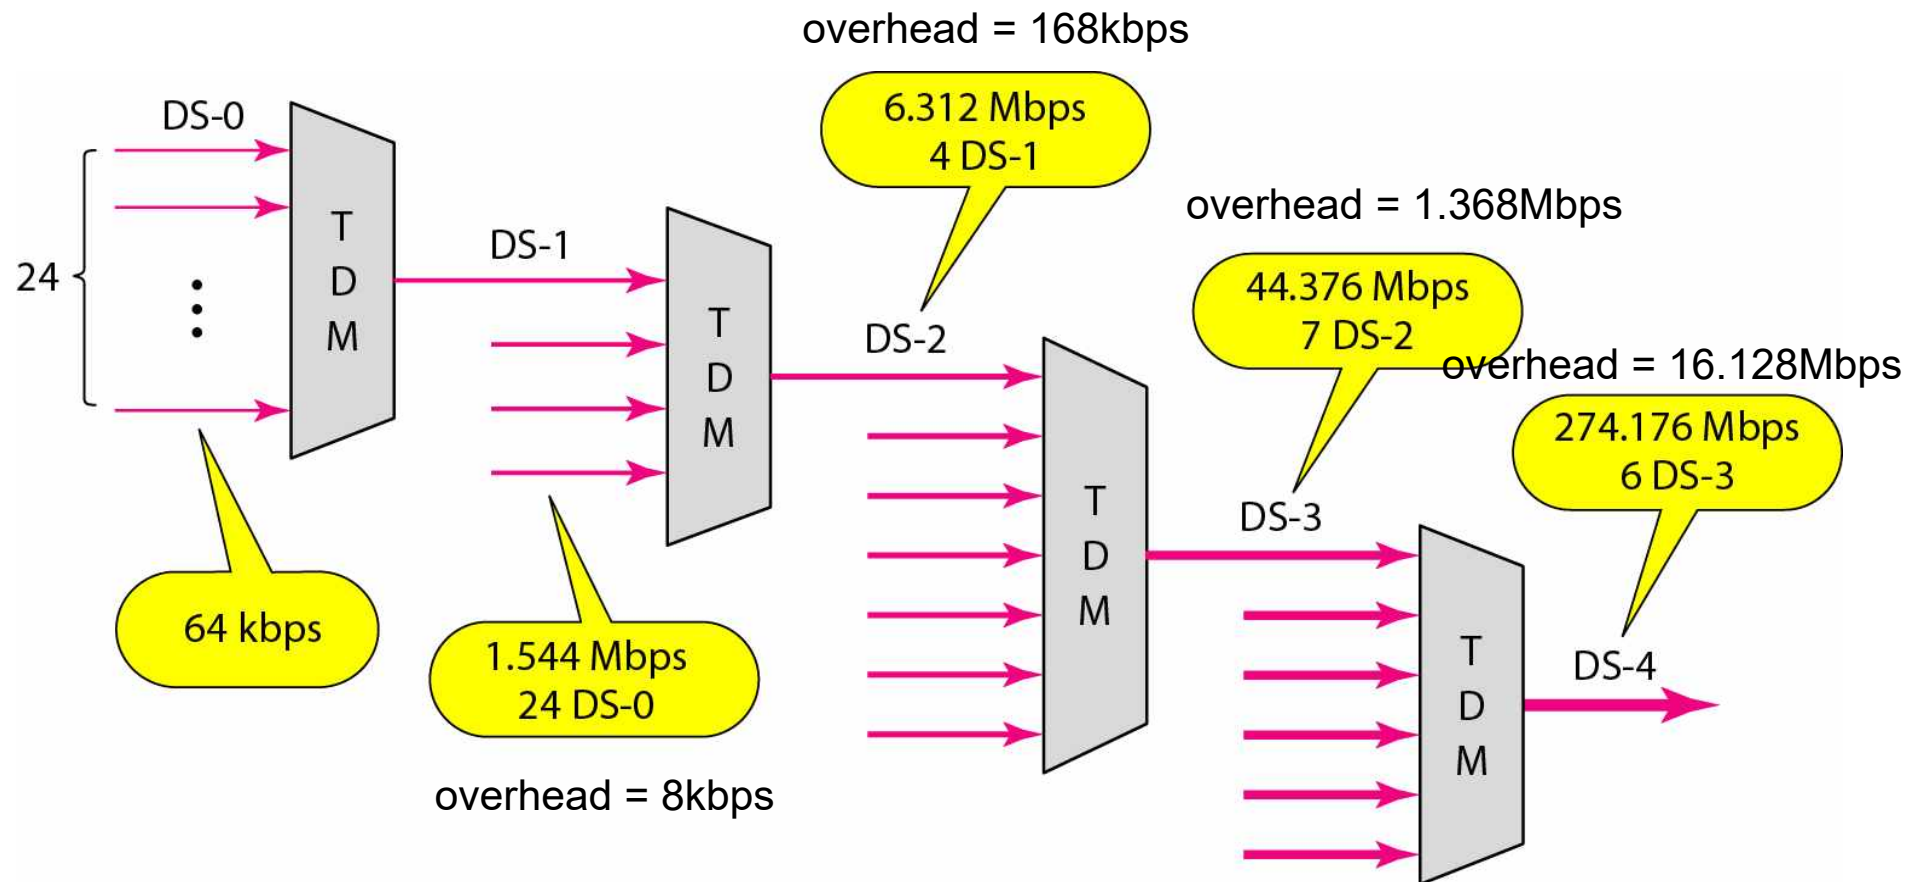 overhead = 168kbps
6.312 Mbps
4 DS-1
DS-0
24
T
D
M
DS-1
T
D
M
DS-2
overhead = 1.368Mbps
44.376 Mbps
7 DS-2
overhead = 16.128Mbps
274.176 Mbps
6 DS-3
T
D
M
DS-3
T
D
M
DS-4
64 kbps
1.544 Mbps
24 DS-0
overhead = 8kbps